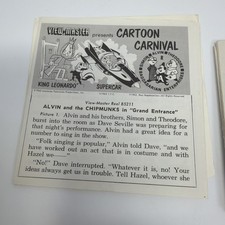 VIEW-MASTER presents CARTOON CARNIVAL
KING LEONARDO SUPERCAR
View-Master Reel B5211
ALVIN and the CHIPMUNKS in "Grand Entrance"
Picture 1. Alvin and his brothers, Simon and Theodore,
bunt into the room as Dave Seville was preparing for
that night's performance. Alvin had a great idea for a
number to sing in the show.
"Folk singing is popular." Alvin told Dave, "and we
have worked out an act that is in costume and with
Hazel we—"
"No!" Dave interrupted. "Whatever it is, no! Your
ideas always get us in trouble. Tell Hazel, whoever she